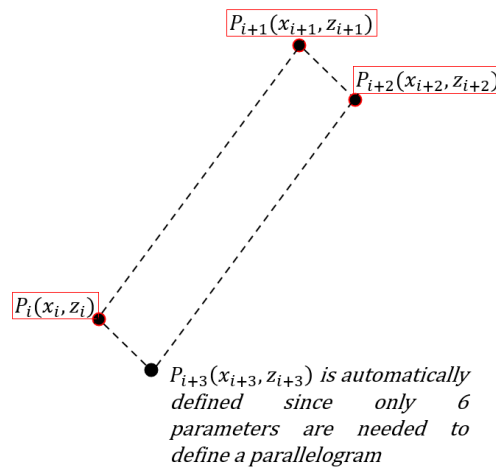 P_{i+1}(x_{i+1}, z_{i+1})
P_{i+2}(x_{i+2}, z_{i+2})
P_i(x_i, z_i)
P_{i+3}(x_{i+3}, z_{i+3}) is automatically
defined since only 6
parameters are needed to
define a parallelogram